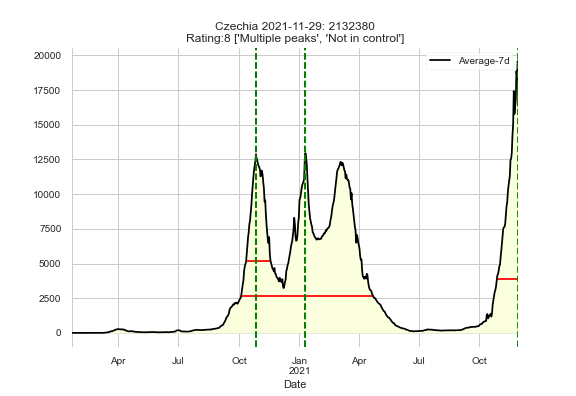 Czechia 2021-11-29: 2132380
Rating:8 ['Multiple peaks', 'Not in control']
Average-7d
20000
17500
15000
12500
10000
7500
5000
2500
0
Apr Jul Oct Jan Apr Jul Oct
2021
Date